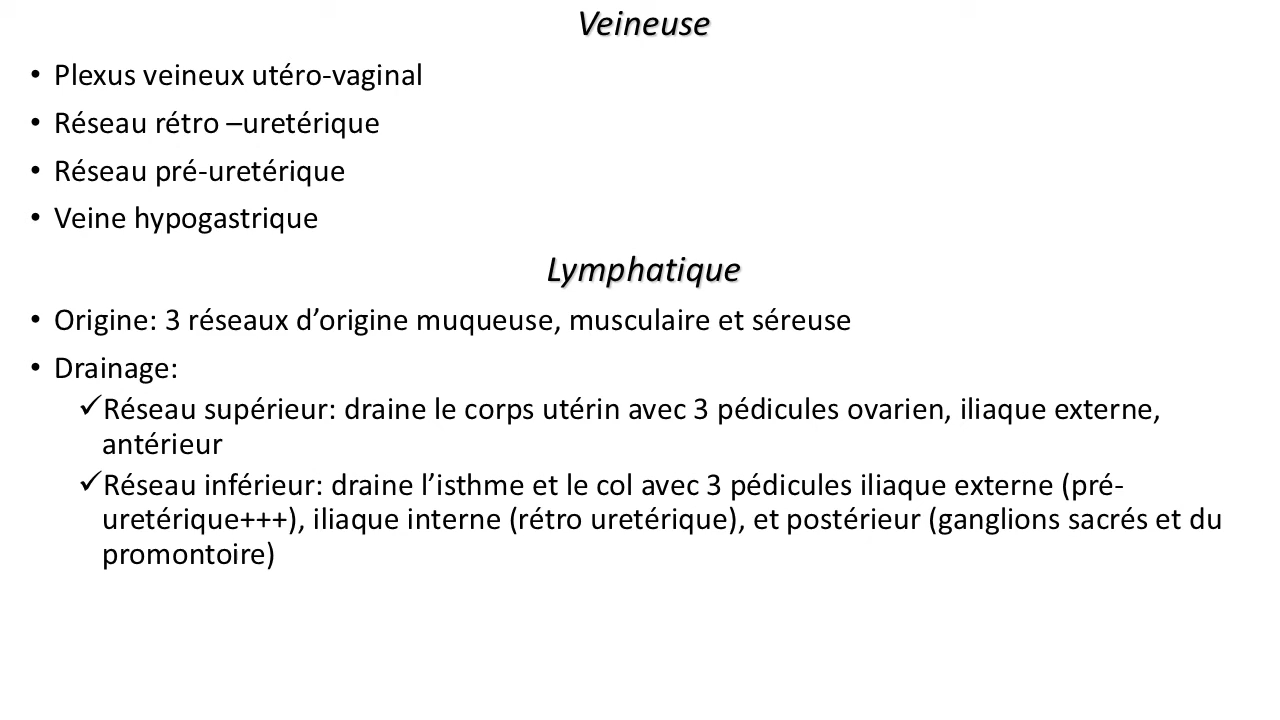 Veineuse
• Plexus veineux utéro-vaginal
• Réseau rétro –uretérique
• Réseau pré-uretérique
• Veine hypogastrique
Lymphatique
• Origine: 3 réseaux d’origine muqueuse, musculaire et séreuse
• Drainage:
✓Réseau supérieur: draine le corps utérin avec 3 pédicules ovarien, iliaque externe,
antérieur
✓Réseau inférieur: draine l’isthme et le col avec 3 pédicules iliaque externe (pré-
uretérique+++), iliaque interne (rétro uretérique), et postérieur (ganglions sacrés et du
promontoire)